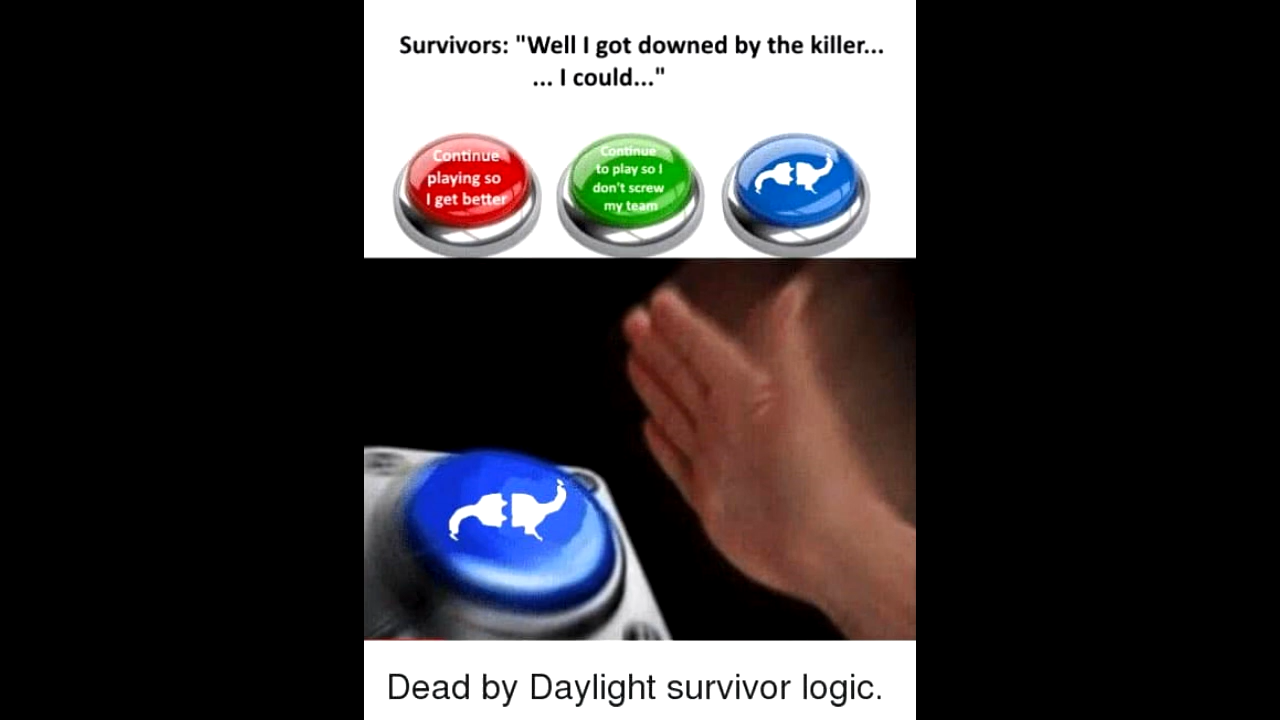 Survivors: "Well I got downed by the killer...
... I could..."
Continue
playing so
I get better
Continue
to play so I
don't screw
my team
Dead by Daylight survivor logic.